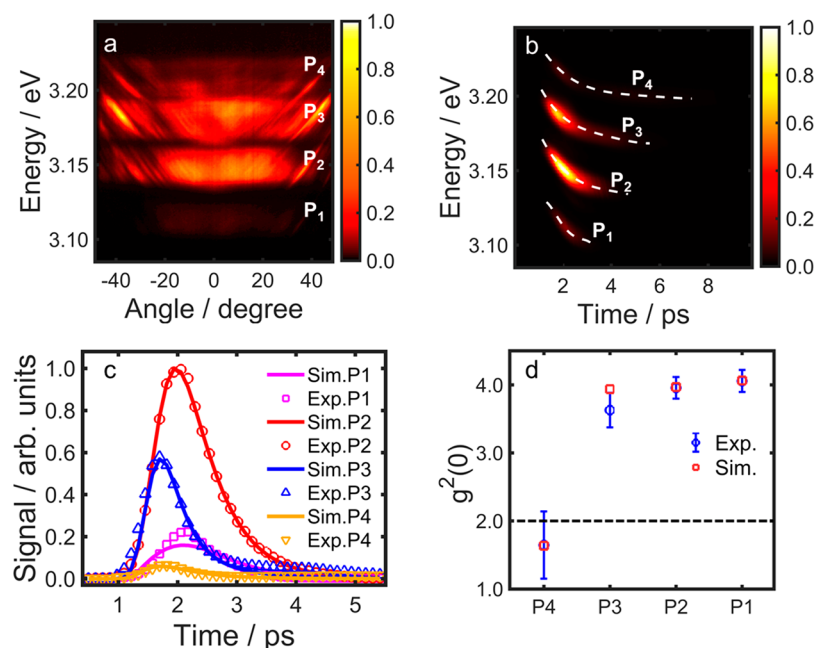 a
P4
P3
P2
P1
3.20
3.15
3.10
Energy / eV
-40 -20 0 20 40
Angle / degree
1.0
0.8
0.6
0.4
0.2
0.0
b
P4
P3
P2
P1
3.20
3.15
3.10
Energy / eV
2 4 6 8
Time / ps
1.0
0.8
0.6
0.4
0.2
0.0
c
Sim.P1
Exp.P1
Sim.P2
Exp.P2
Sim.P3
Exp.P3
Sim.P4
Exp.P4
1.0
0.8
0.6
0.4
0.2
0.0
Signal / arb. units
1 2 3 4 5
Time / ps
d
4.0
3.0
2.0
1.0
g²(0)
Exp.
Sim.
P4 P3 P2 P1